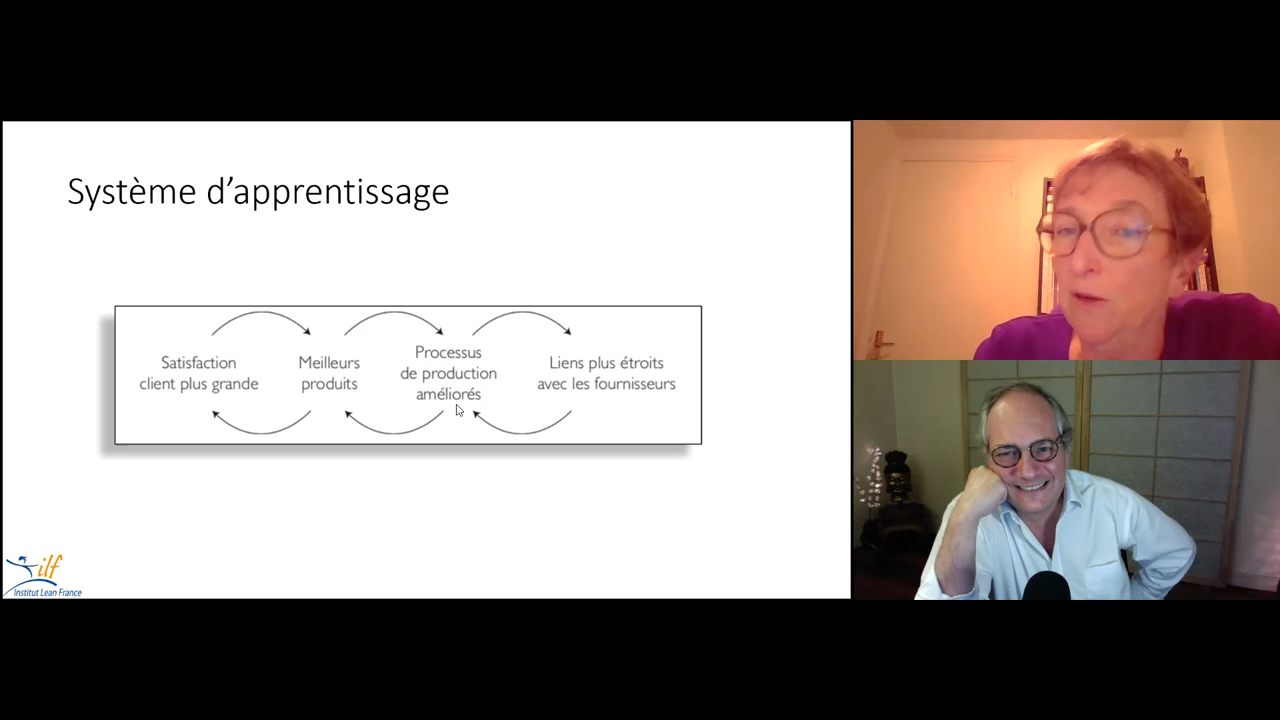 Système d’apprentissage
Satisfaction
client plus grande
Meilleurs
produits
Processus
de production
améliorés
Liens plus étroits
avec les fournisseurs
ilf
Institut Lean France